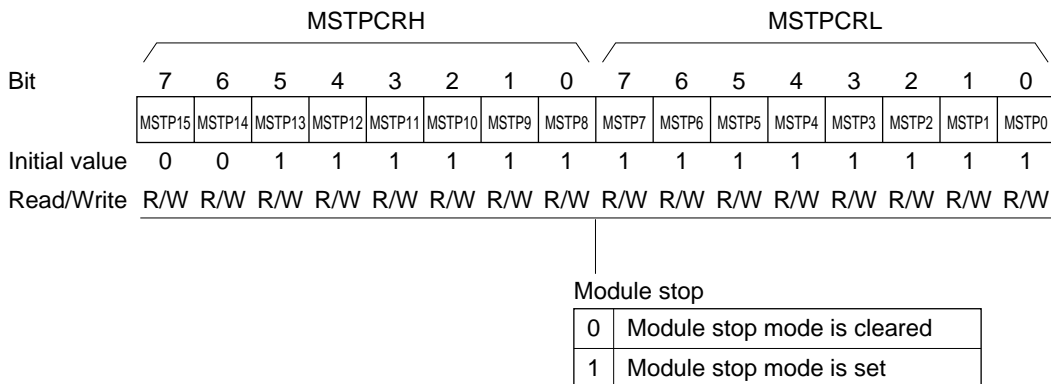 MSTPCRH MSTPCRL
Bit 7 6 5 4 3 2 1 0 7 6 5 4 3 2 1 0
MSTP15 MSTP14 MSTP13 MSTP12 MSTP11 MSTP10 MSTP9 MSTP8 MSTP7 MSTP6 MSTP5 MSTP4 MSTP3 MSTP2 MSTP1 MSTP0
Initial value 0 0 1 1 1 1 1 1 1 1 1 1 1 1 1 1
Read/Write R/W R/W R/W R/W R/W R/W R/W R/W R/W R/W R/W R/W R/W R/W R/W R/W
Module stop
0 Module stop mode is cleared
1 Module stop mode is set